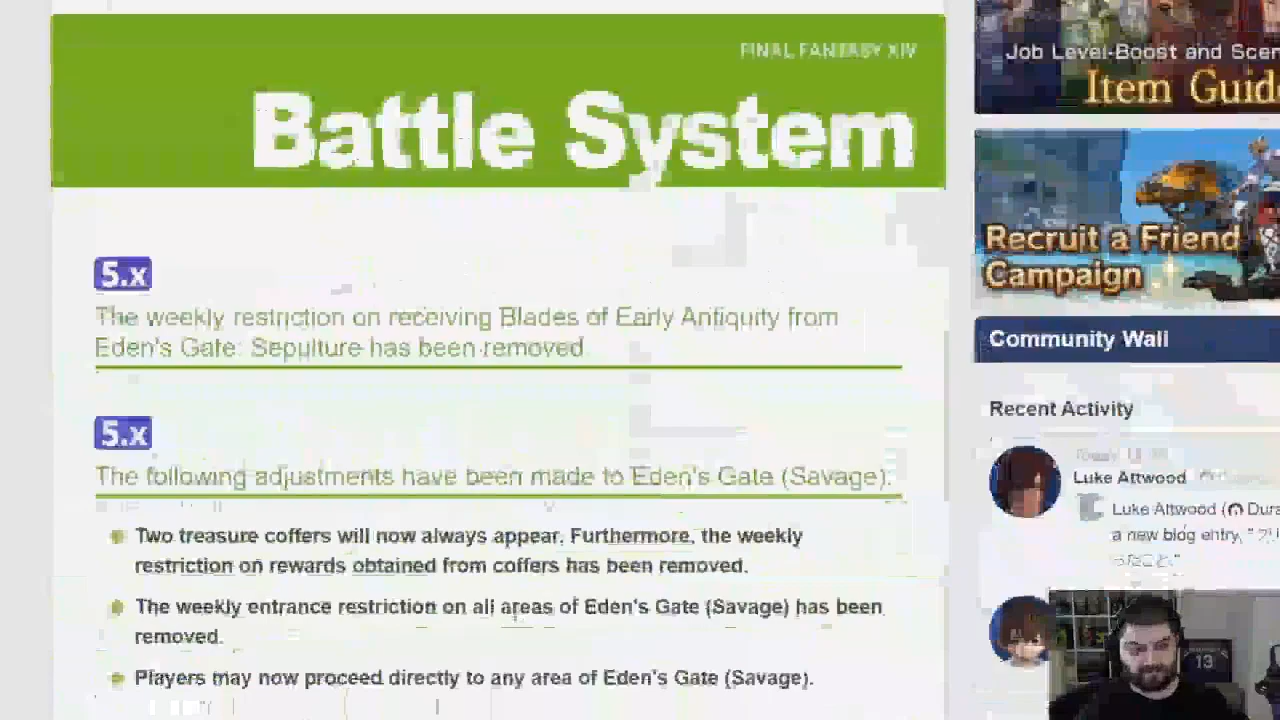 FINAL FANTASY XIV
Battle System
5.x
The weekly restriction on receiving Blades of Early Antiquity from
Eden's Gate: Sepulture has been removed.
5.x
The following adjustments have been made to Eden's Gate (Savage).
Two treasure coffers will now always appear. Furthermore, the weekly
restriction on rewards obtained from coffers has been removed.
The weekly entrance restriction on all areas of Eden's Gate (Savage) has been
removed.
Players may now proceed directly to any area of Eden's Gate (Savage).
Job Level-Boost and Scen
Item Guide
Recruit a Friend
Campaign
Community Wall
Recent Activity
Today
Luke Attwood
Luke Attwood (Dura
a new blog entry, "
13